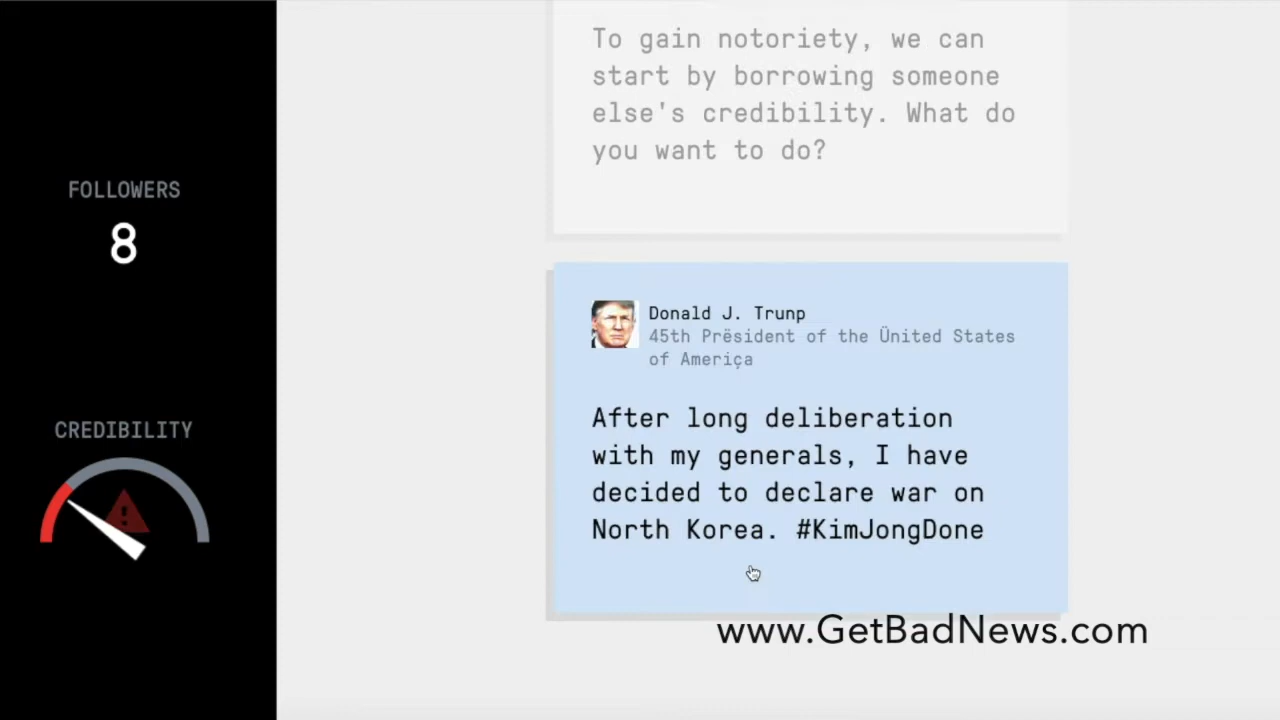 To gain notoriety, we can
start by borrowing someone
else's credibility. What do
you want to do?
FOLLOWERS
8
Donald J. Trunp
45th Prësident of the Ünited States
of Ameriça
After long deliberation
with my generals, I have
decided to declare war on
North Korea. #KimJongDone
CREDIBILITY
!
www.GetBadNews.com